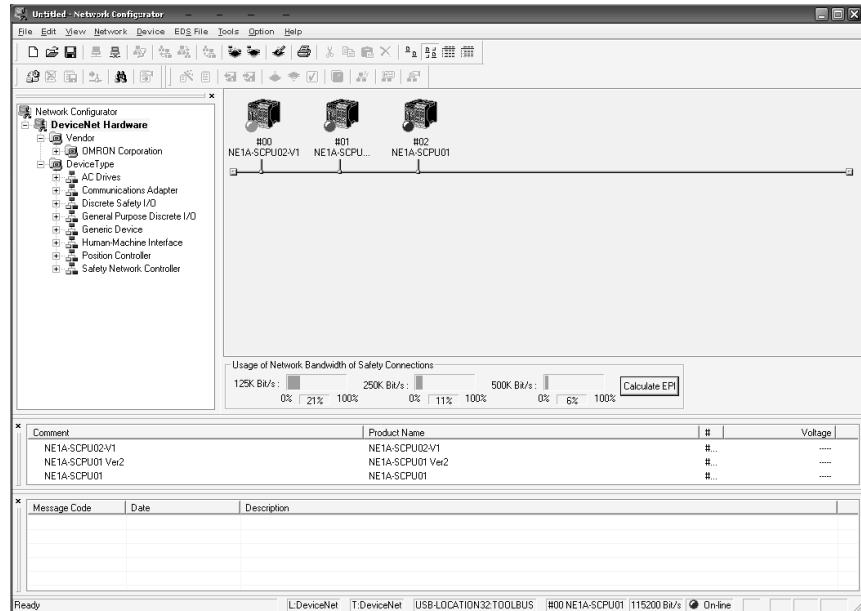 Untitled - Network Configurator
File Edit View Network Device EDS File Tools Option Help
Network Configurator
DeviceNet Hardware
Vendor
OMRON Corporation
DeviceType
AC Drives
Communications Adapter
Discrete Safety I/O
General Purpose Discrete I/O
Generic Device
Human-Machine Interface
Position Controller
Safety Network Controller
#00 #01 #02
NE1A-SCPU02-V1 NE1A-SCPU... NE1A-SCPU01
Usage of Network Bandwidth of Safety Connections
125K Bit/s : 250K Bit/s : 500K Bit/s : Calculate EPI
0% 21% 100% 0% 11% 100% 0% 6% 100%
Comment Product Name # Voltage
NE1A-SCPU02-V1 NE1A-SCPU02-V1 #... -----
NE1A-SCPU01 Ver2 NE1A-SCPU01 Ver2 #... -----
NE1A-SCPU01 NE1A-SCPU01 #... -----
Message Code Date Description
Ready L:DeviceNet T:DeviceNet USB-LOCATION32:TOOLBUS #00 NE1A-SCPU01 115200 Bit/s On-line